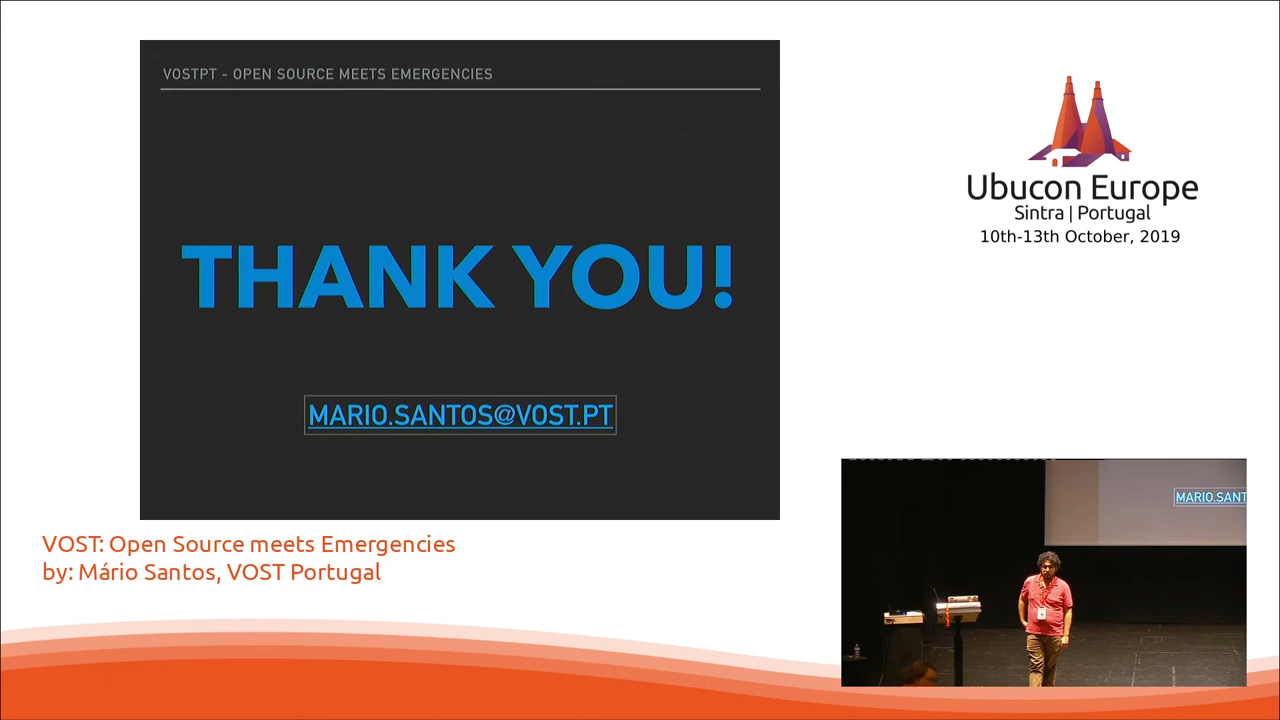 VOSTPT - OPEN SOURCE MEETS EMERGENCIES
THANK YOU!
MARIO.SANTOS@VOST.PT
Ubucon Europe
Sintra | Portugal
10th-13th October, 2019
VOST: Open Source meets Emergencies
by: Mário Santos, VOST Portugal
MARIO.SANT